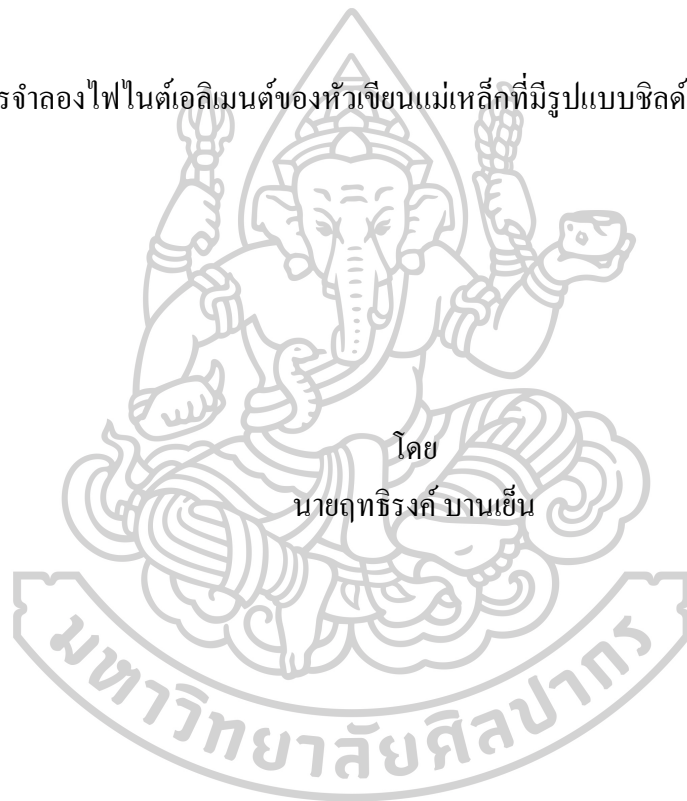 รจำลองไฟไนต์เอลิเมนต์ของหัวเขียนแม่เหล็กที่มีรูปแบบชิลด์
โดย
นายฤทธิรงค์ บานเย็น
มหาวิทยาลัยศิลปากร